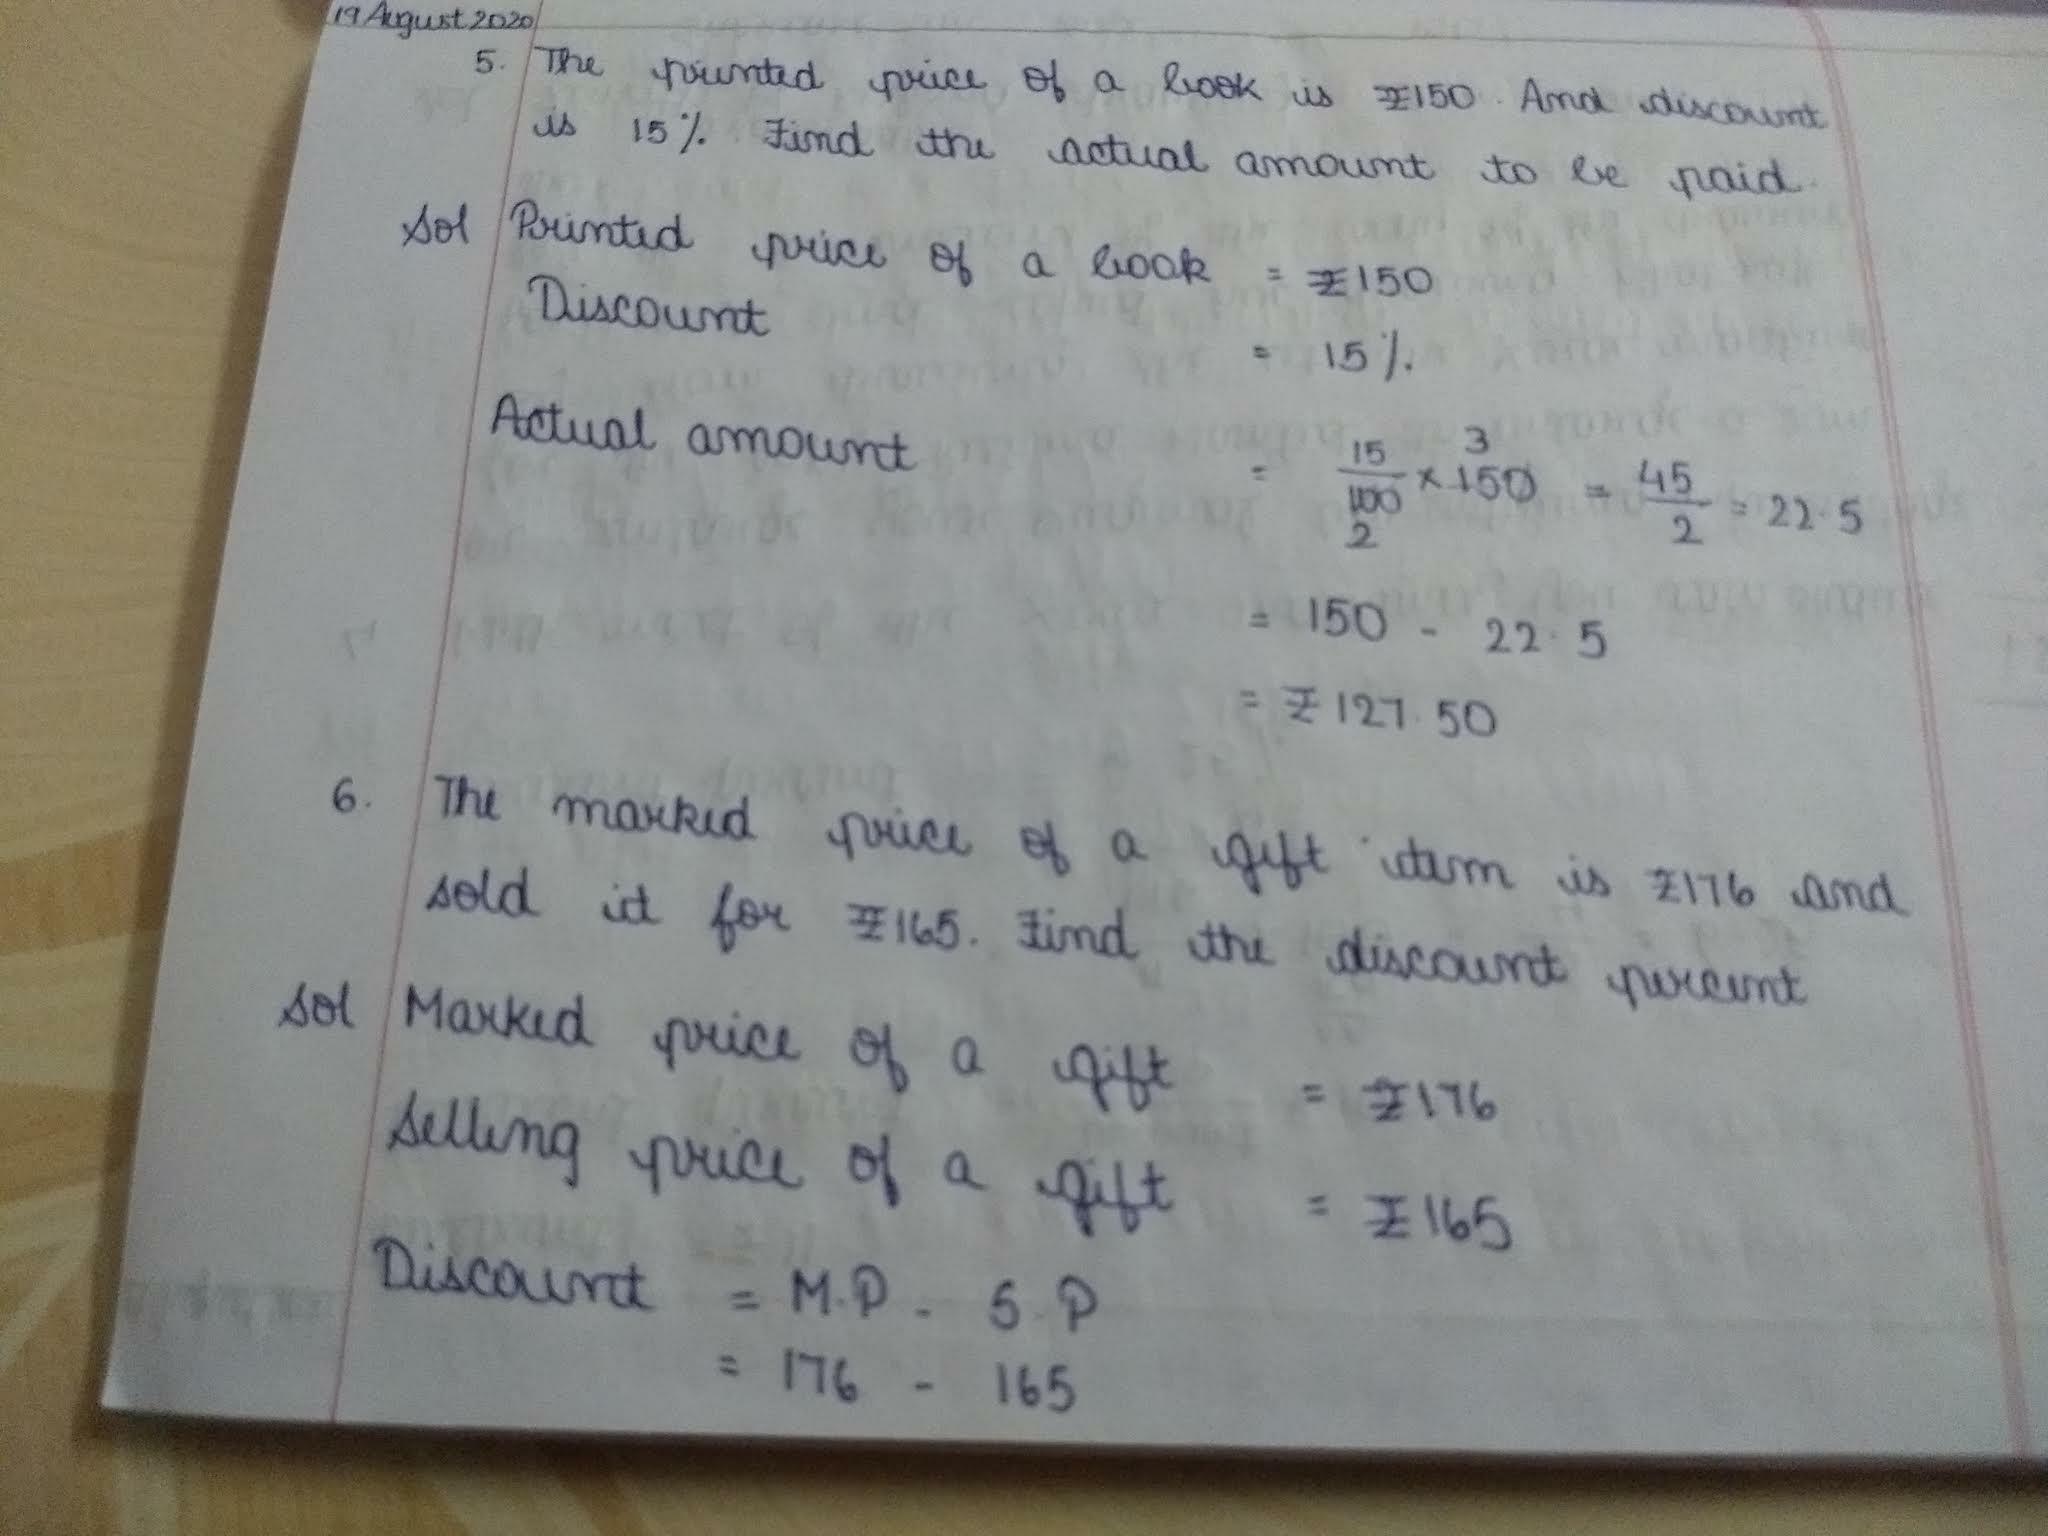 19 August 2020
5. The printed price of a book is ₹150. And discount
is 15%. Find the actual amount to be paid.
Sol Printed price of a book = ₹150
Discount = 15%.
Actual amount = 15/100 × 150 = 45/2 = 22.5
3
2
= 150 - 22.5
= ₹127.50
6. The marked price of a gift item is ₹176 and
sold it for ₹165. Find the discount percent
Sol Marked price of a gift = ₹176
Selling price of a gift = ₹165
Discount = M.P - S.P
= 176 - 165